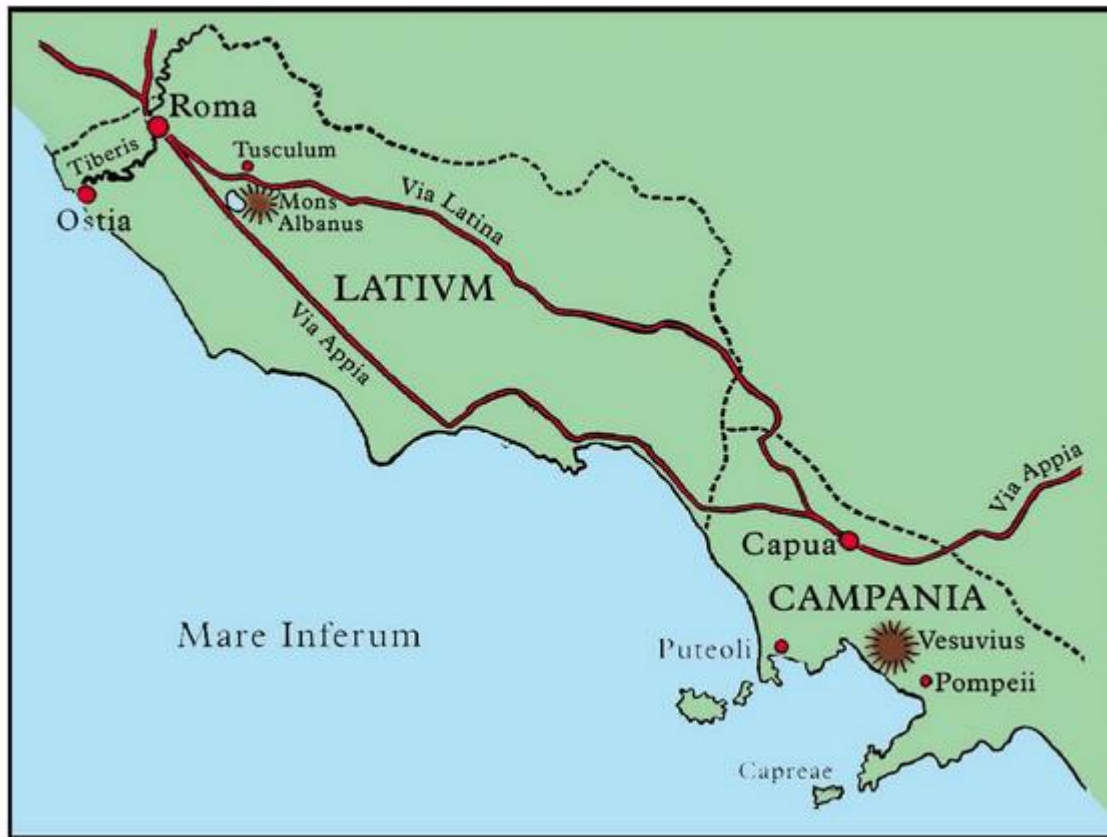 Roma
Tiberis
Tusculum
Ostia
Mons
Albanus
Via Latina
LATIVM
Via Appia
Via Appia
Capua
CAMPANIA
Mare Inferum
Puteoli
Vesuvius
Pompeii
Capreae